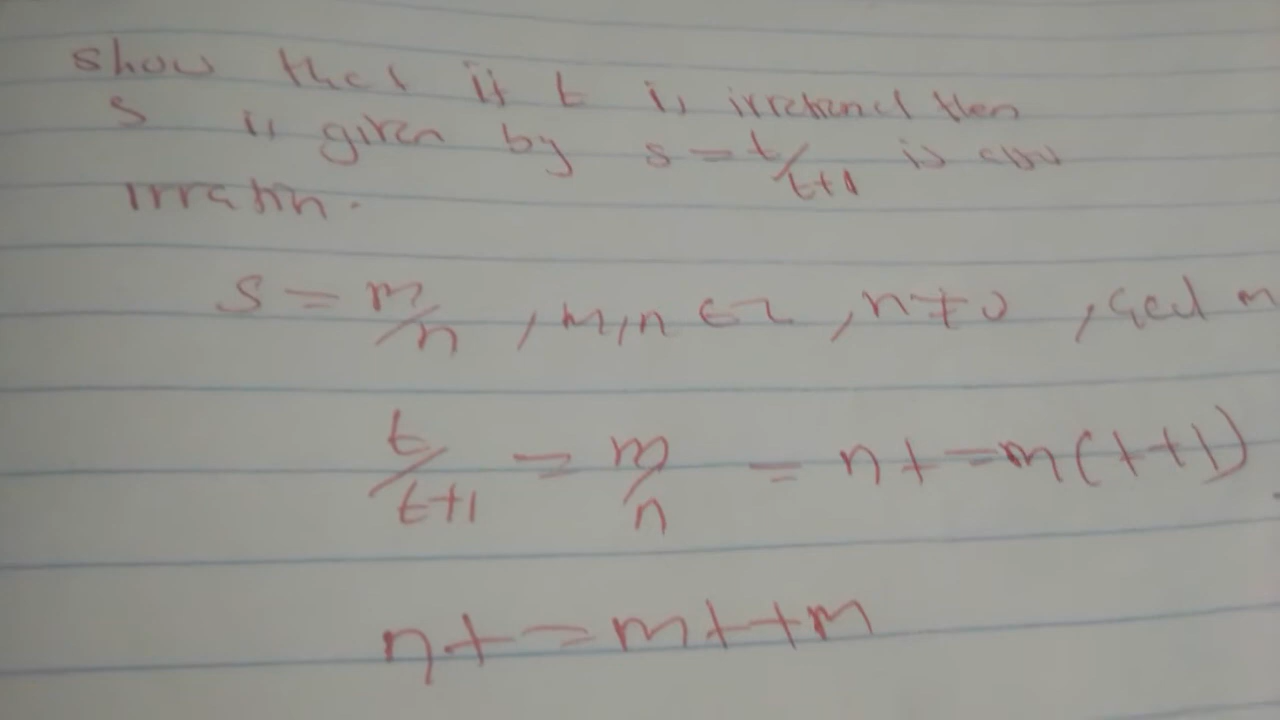 show that if t is irrational then
s is given by s = t/t+1 is also
irratin.
s = m/n , m, n ∈ Z , n ≠ 0 , gcd m
t/t+1 = m/n = nt = m(t+1)
nt = mt + m